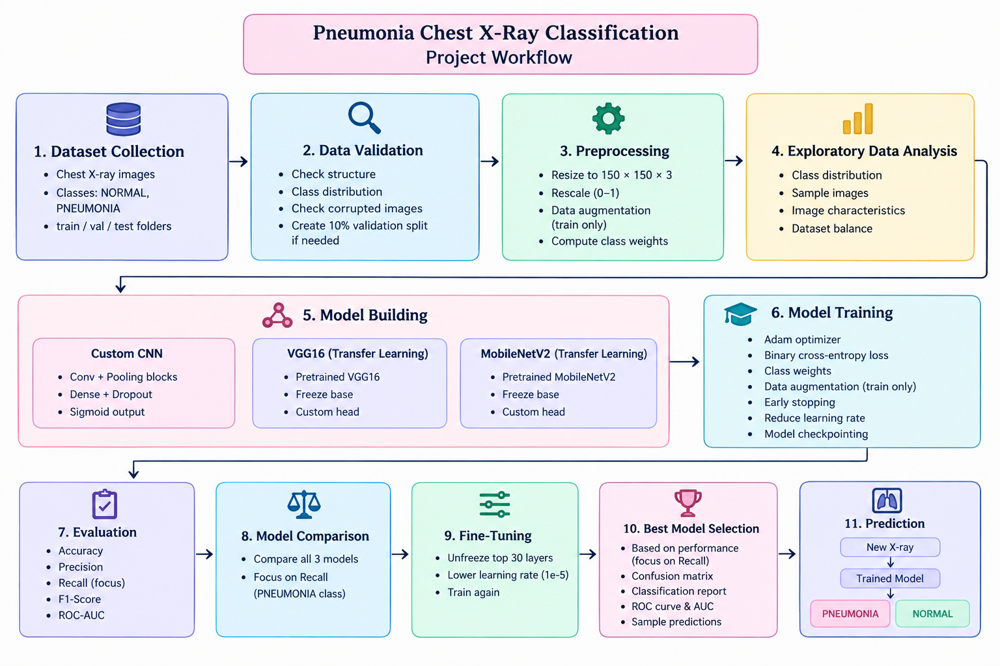 Pneumonia Chest X-Ray Classification
Project Workflow
1. Dataset Collection
• Chest X-ray images
• Classes: NORMAL,
PNEUMONIA
• train / val / test folders
2. Data Validation
• Check structure
• Class distribution
• Check corrupted images
• Create 10% validation split
if needed
3. Preprocessing
• Resize to 150 × 150 × 3
• Rescale (0–1)
• Data augmentation
(train only)
• Compute class weights
4. Exploratory Data Analysis
• Class distribution
• Sample images
• Image characteristics
• Dataset balance
5. Model Building
Custom CNN
• Conv + Pooling blocks
• Dense + Dropout
• Sigmoid output
VGG16 (Transfer Learning)
• Pretrained VGG16
• Freeze base
• Custom head
MobileNetV2 (Transfer Learning)
• Pretrained MobileNetV2
• Freeze base
• Custom head
6. Model Training
• Adam optimizer
• Binary cross-entropy loss
• Class weights
• Data augmentation (train only)
• Early stopping
• Reduce learning rate
• Model checkpointing
7. Evaluation
• Accuracy
• Precision
• Recall (focus)
• F1-Score
• ROC-AUC
8. Model Comparison
• Compare all 3 models
• Focus on Recall
(PNEUMONIA class)
9. Fine-Tuning
• Unfreeze top 30 layers
• Lower learning rate (1e-5)
• Train again
10. Best Model Selection
• Based on performance
(focus on Recall)
• Confusion matrix
• Classification report
• ROC curve & AUC
• Sample predictions
11. Prediction
New X-ray
Trained Model
PNEUMONIA
NORMAL